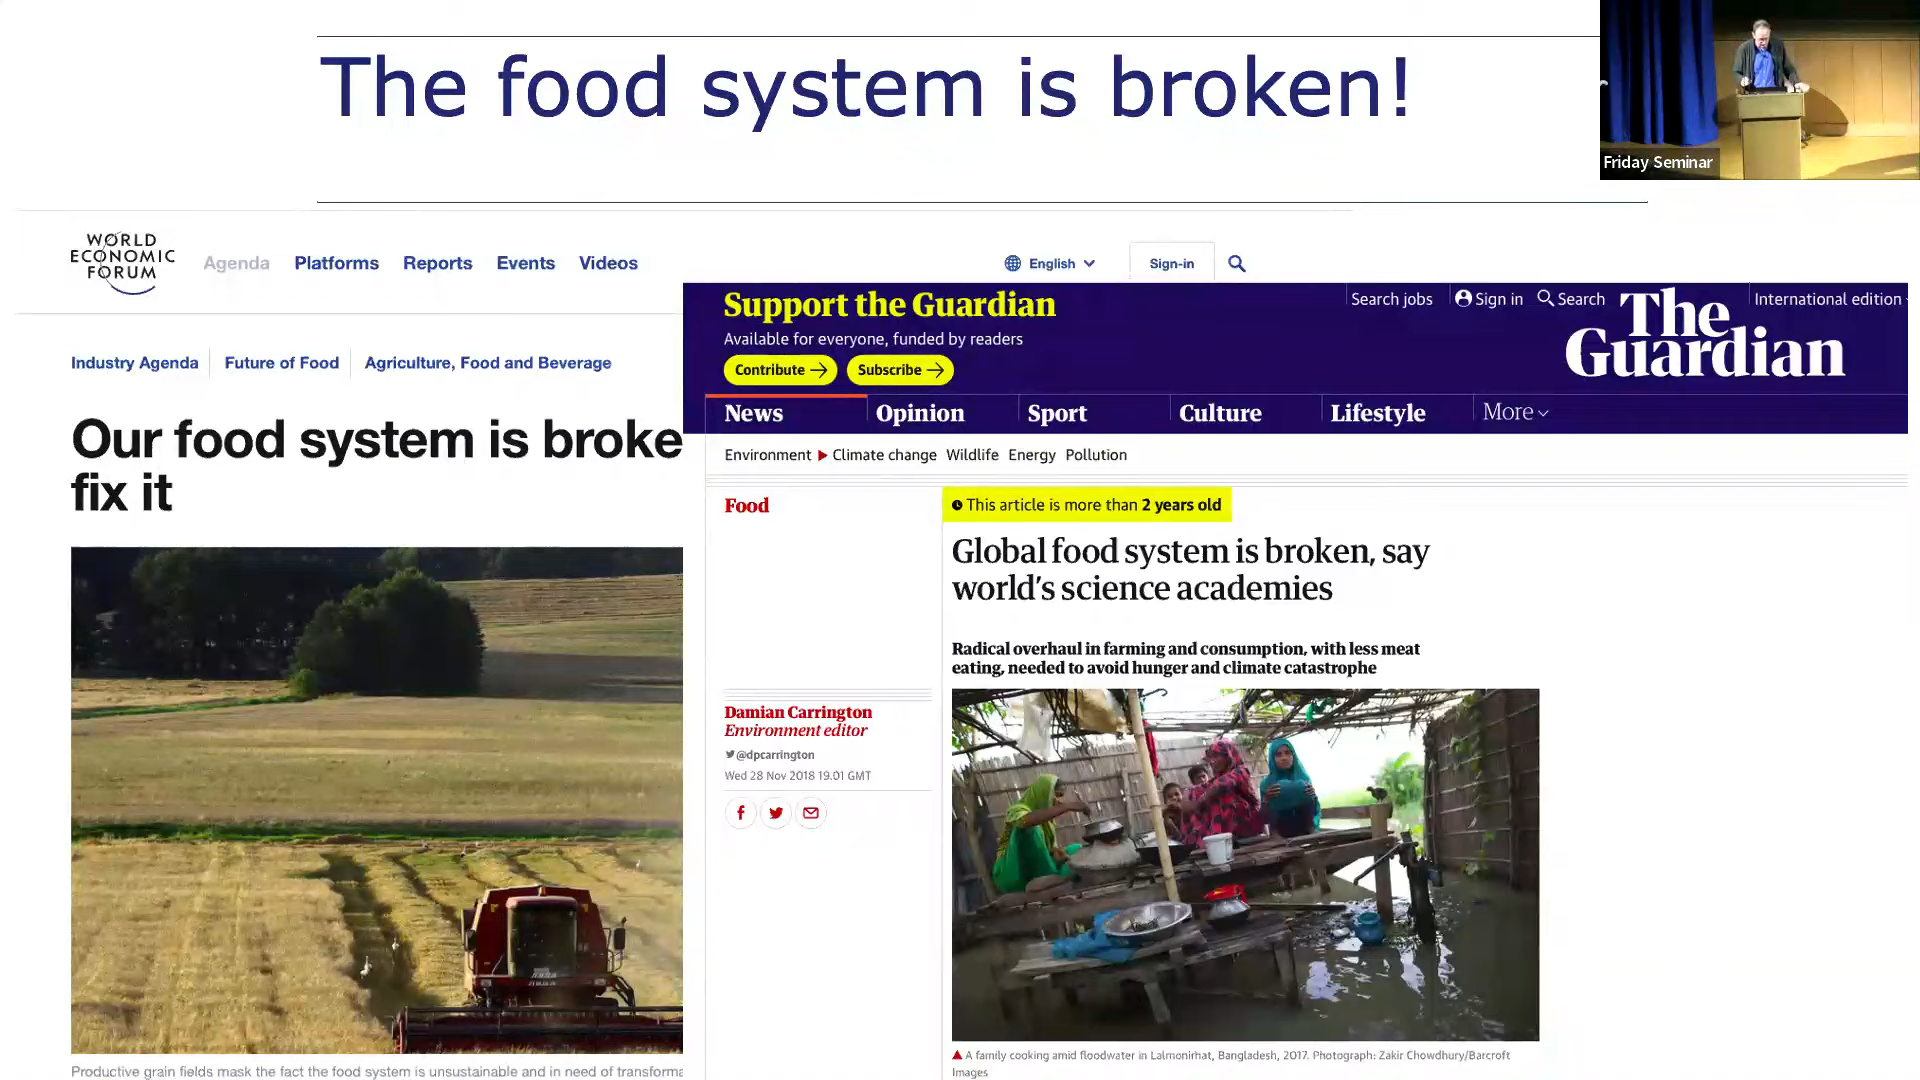 The food system is broken!
Friday Seminar
WORLD
ECONOMIC
FORUM
Agenda Platforms Reports Events Videos
English
Sign-in
Industry Agenda Future of Food Agriculture, Food and Beverage
Our food system is broke
fix it
Productive grain fields mask the fact the food system is unsustainable and in need of transforma
Support the Guardian
Available for everyone, funded by readers
Contribute → Subscribe →
Search jobs Sign in Search International edition
The
Guardian
News Opinion Sport Culture Lifestyle More
Environment Climate change Wildlife Energy Pollution
Food
This article is more than 2 years old
Global food system is broken, say
world's science academies
Radical overhaul in farming and consumption, with less meat
eating, needed to avoid hunger and climate catastrophe
Damian Carrington
Environment editor
@dpcarrington
Wed 28 Nov 2018 19.01 GMT
A family cooking amid floodwater in Lalmonirhat, Bangladesh, 2017. Photograph: Zakir Chowdhury/Barcroft
Images